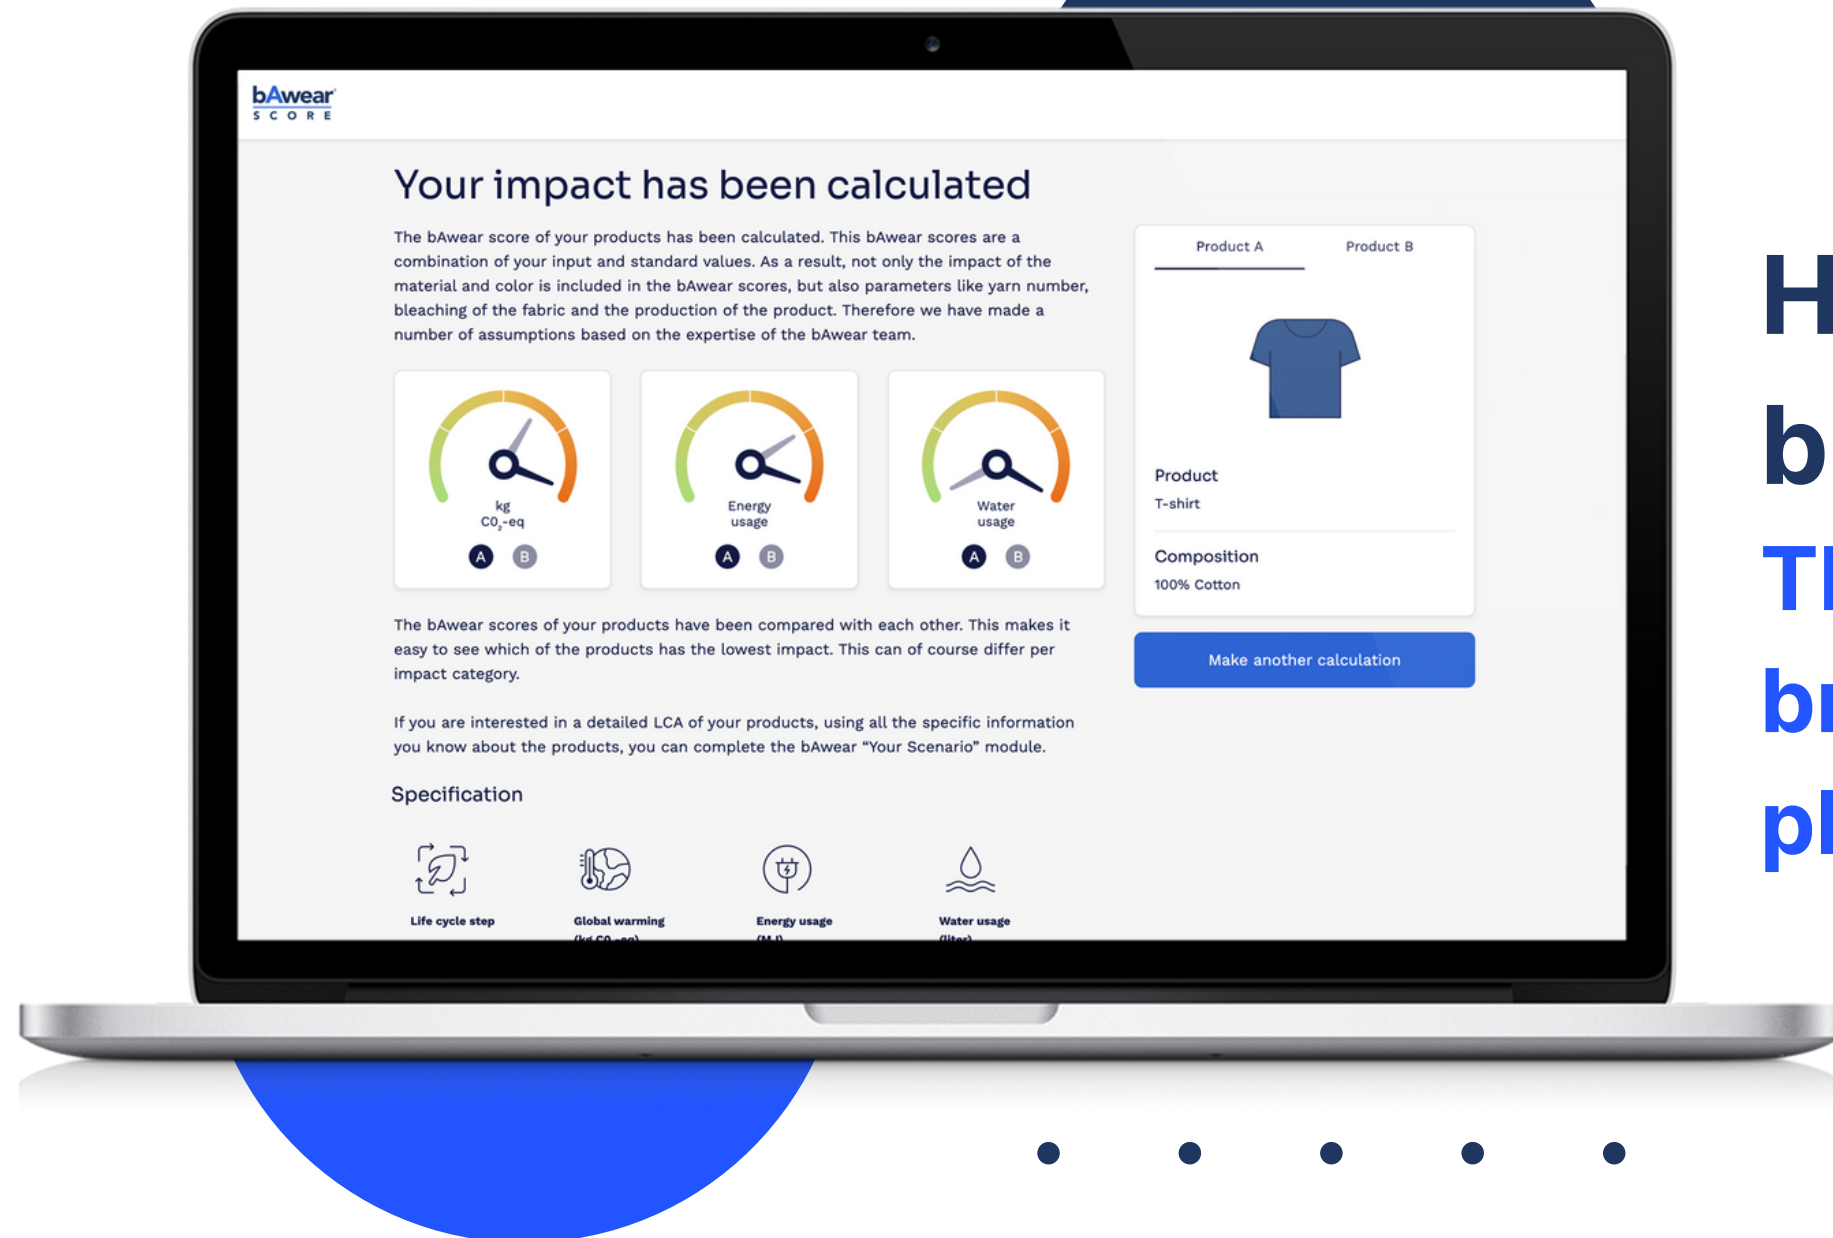 bAwear
SCORE
Your impact has been calculated
The bAwear score of your products has been calculated. This bAwear scores are a
combination of your input and standard values. As a result, not only the impact of the
material and color is included in the bAwear scores, but also parameters like yarn number,
bleaching of the fabric and the production of the product. Therefore we have made a
number of assumptions based on the expertise of the bAwear team.
kg
C0₂-eq
A B
Energy
usage
A B
Water
usage
A B
Product A Product B
Product
T-shirt
Composition
100% Cotton
Make another calculation
The bAwear scores of your products have been compared with each other. This makes it
easy to see which of the products has the lowest impact. This can of course differ per
impact category.
If you are interested in a detailed LCA of your products, using all the specific information
you know about the products, you can complete the bAwear “Your Scenario” module.
Specification
Life cycle step
Global warming
(kg C0₂-eq)
Energy usage
(MJ)
Water usage
(liter)
H
b